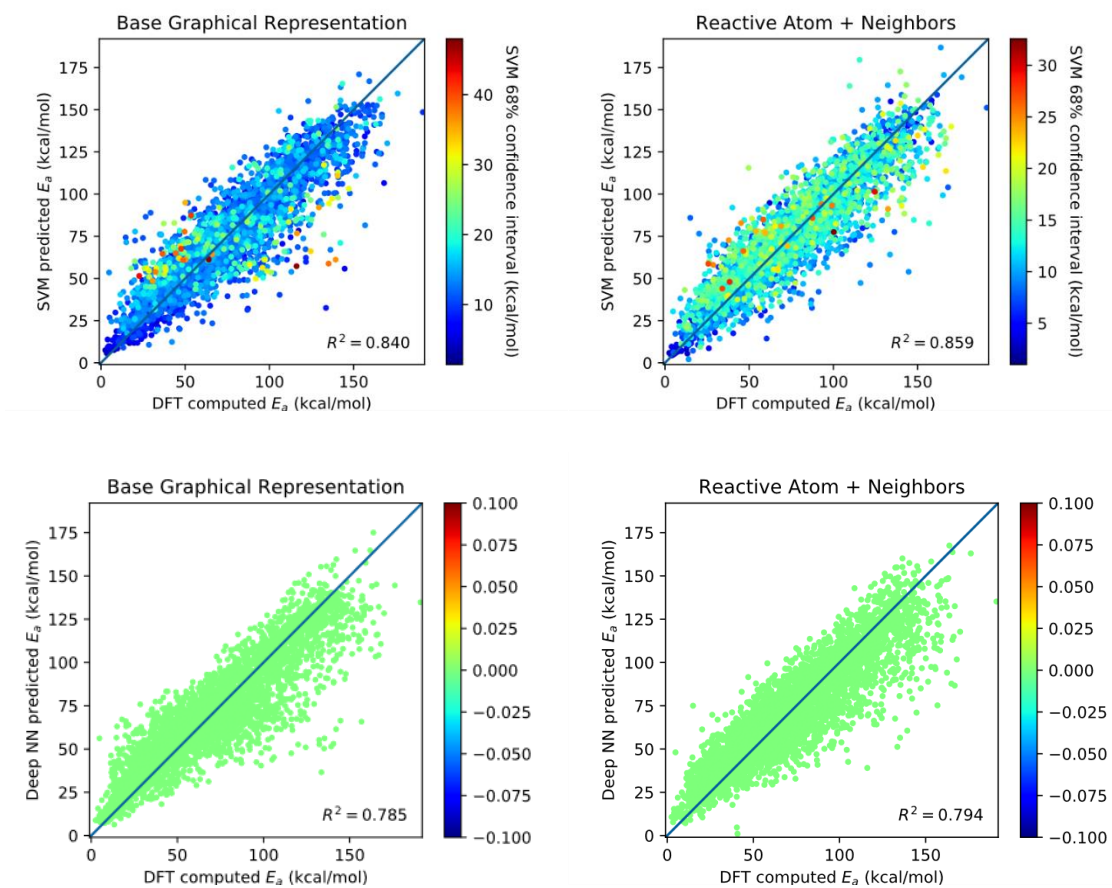 Base Graphical Representation
SVM predicted E_a (kcal/mol)
175
150
125
100
75
50
25
0
0 50 100 150
DFT computed E_a (kcal/mol)
R² = 0.840
40
30
20
10
SVM 68% confidence interval (kcal/mol)
Reactive Atom + Neighbors
SVM predicted E_a (kcal/mol)
175
150
125
100
75
50
25
0
0 50 100 150
DFT computed E_a (kcal/mol)
R² = 0.859
30
25
20
15
10
5
SVM 68% confidence interval (kcal/mol)
Base Graphical Representation
Deep NN predicted E_a (kcal/mol)
175
150
125
100
75
50
25
0
0 50 100 150
DFT computed E_a (kcal/mol)
R² = 0.785
0.100
0.075
0.050
0.025
0.000
−0.025
−0.050
−0.075
−0.100
Reactive Atom + Neighbors
Deep NN predicted E_a (kcal/mol)
175
150
125
100
75
50
25
0
0 50 100 150
DFT computed E_a (kcal/mol)
R² = 0.794
0.100
0.075
0.050
0.025
0.000
−0.025
−0.050
−0.075
−0.100